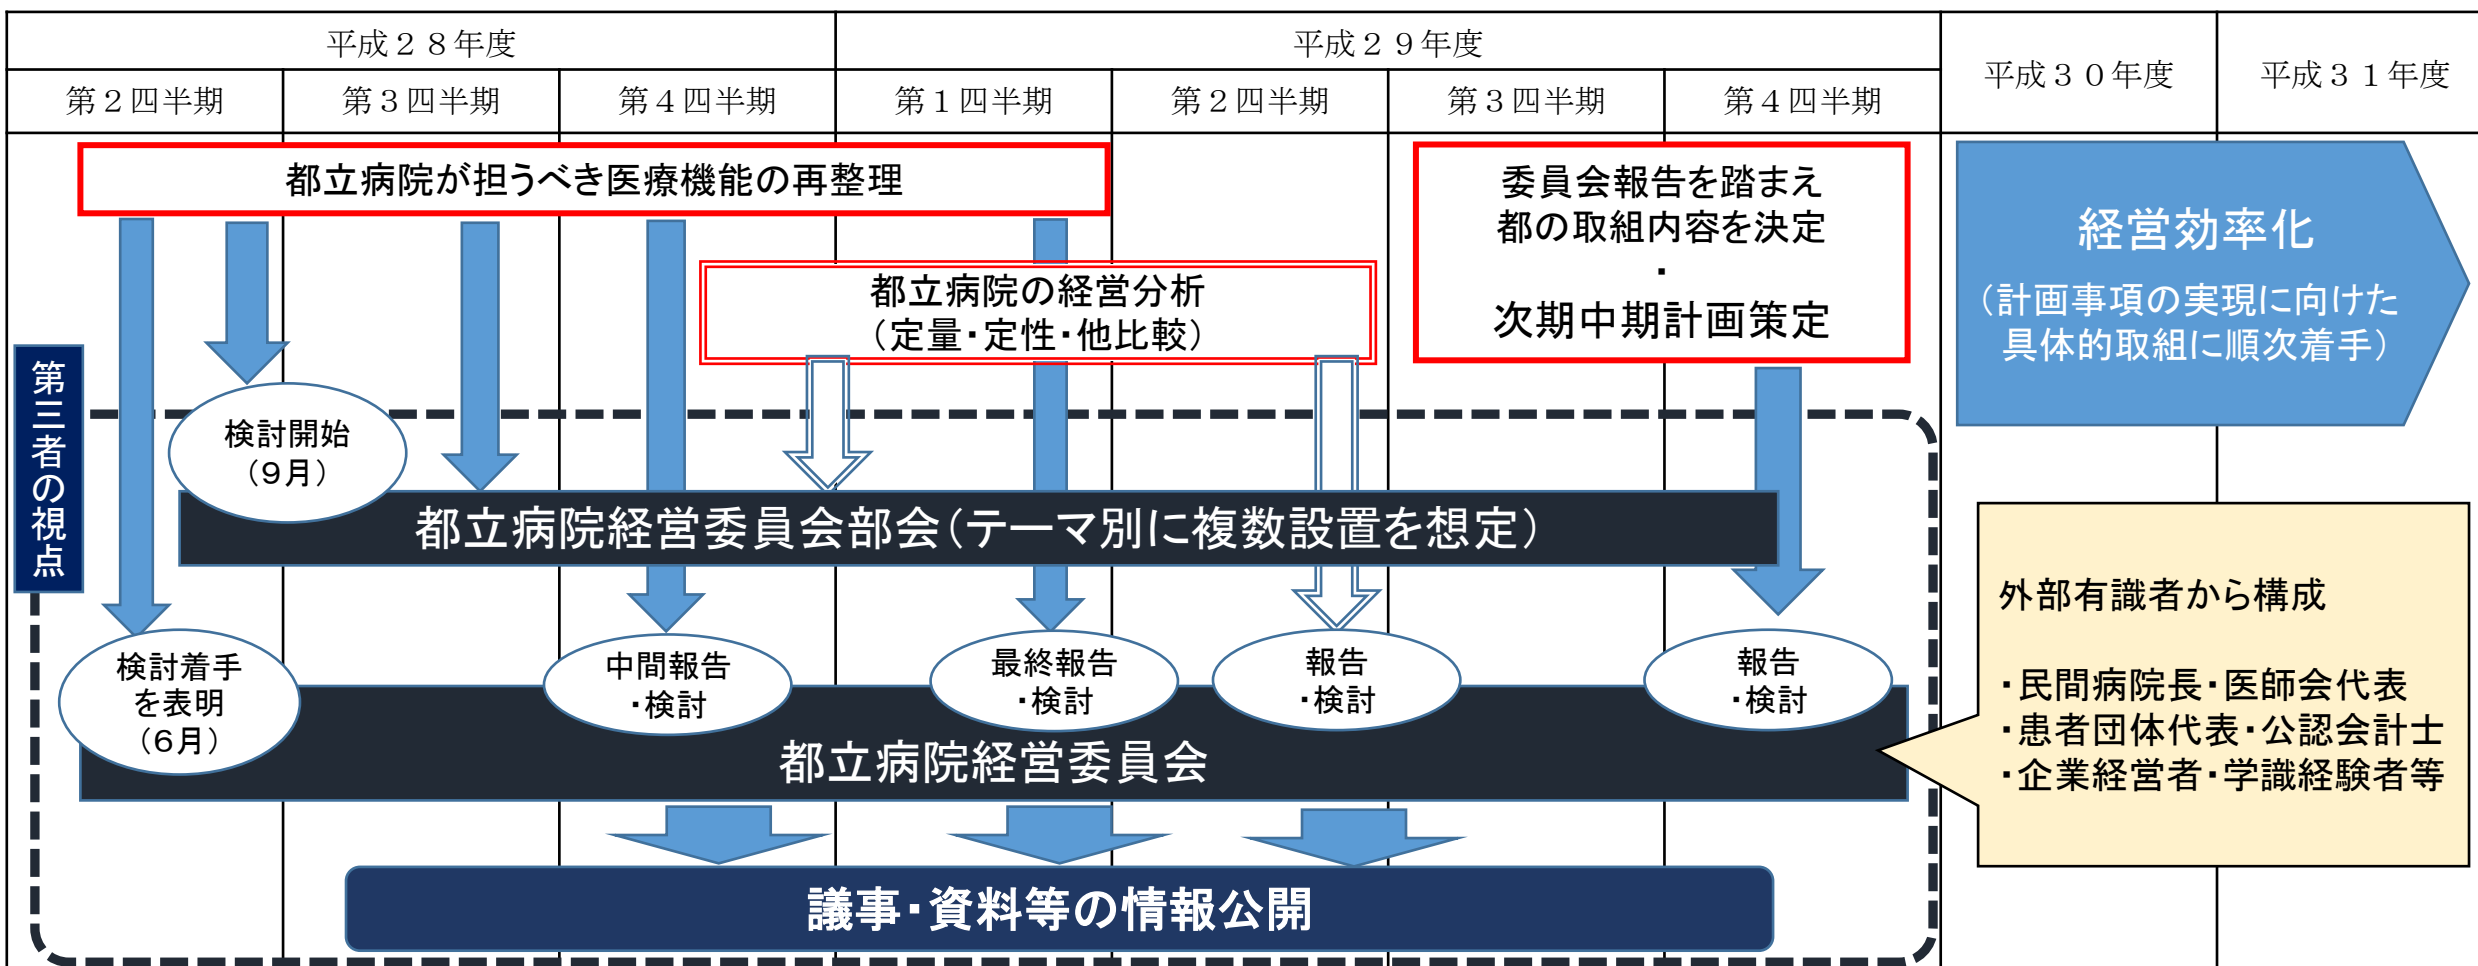 平成２８年度
平成２９年度
平成３０年度
平成３１年度
第２四半期
第３四半期
第４四半期
第１四半期
第２四半期
第３四半期
第４四半期
都立病院が担うべき医療機能の再整理
委員会報告を踏まえ
都の取組内容を決定
・
次期中期計画策定
経営効率化
（計画事項の実現に向けた
具体的取組に順次着手）
都立病院の経営分析
（定量・定性・他比較）
第三者の視点
検討開始
（９月）
都立病院経営委員会部会（テーマ別に複数設置を想定）
検討着手
を表明
（６月）
中間報告
・検討
最終報告
・検討
報告
・検討
報告
・検討
都立病院経営委員会
外部有識者から構成
・民間病院長・医師会代表
・患者団体代表・公認会計士
・企業経営者・学識経験者等
議事・資料等の情報公開